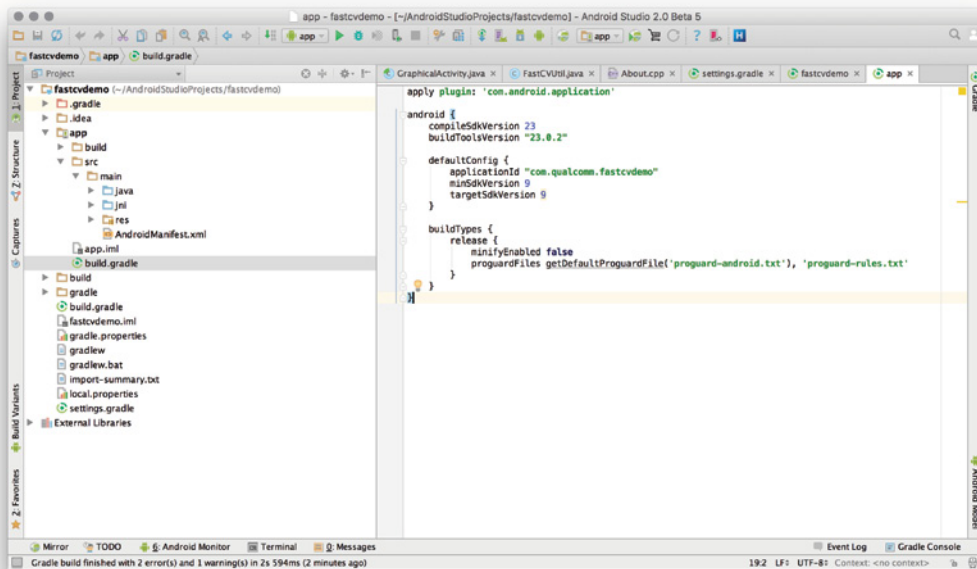 app - fastcvdemo - [~/AndroidStudioProjects/fastcvdemo] - Android Studio 2.0 Beta 5
app
app
fastcvdemo
app
build.gradle
Project
GraphicalActivity.java
FastCVUtil.java
About.cpp
settings.gradle
fastcvdemo
app
1: Project
Z: Structure
Captures
Build Variants
2: Favorites
fastcvdemo (~/AndroidStudioProjects/fastcvdemo)
.gradle
.idea
app
build
src
main
java
jni
res
AndroidManifest.xml
app.iml
build.gradle
build
gradle
build.gradle
fastcvdemo.iml
gradle.properties
gradlew
gradlew.bat
import-summary.txt
local.properties
settings.gradle
External Libraries
apply plugin: 'com.android.application'
android {
compileSdkVersion 23
buildToolsVersion "23.0.2"
defaultConfig {
applicationId "com.qualcomm.fastcvdemo"
minSdkVersion 9
targetSdkVersion 9
}
buildTypes {
release {
minifyEnabled false
proguardFiles getDefaultProguardFile('proguard-android.txt'), 'proguard-rules.txt'
}
}
}
Gradle
Android Model
Mirror
TODO
6: Android Monitor
Terminal
0: Messages
Event Log
Gradle Console
Gradle build finished with 2 error(s) and 1 warning(s) in 2s 594ms (2 minutes ago)
19:2 LF÷ UTF-8÷ Context: <no context>